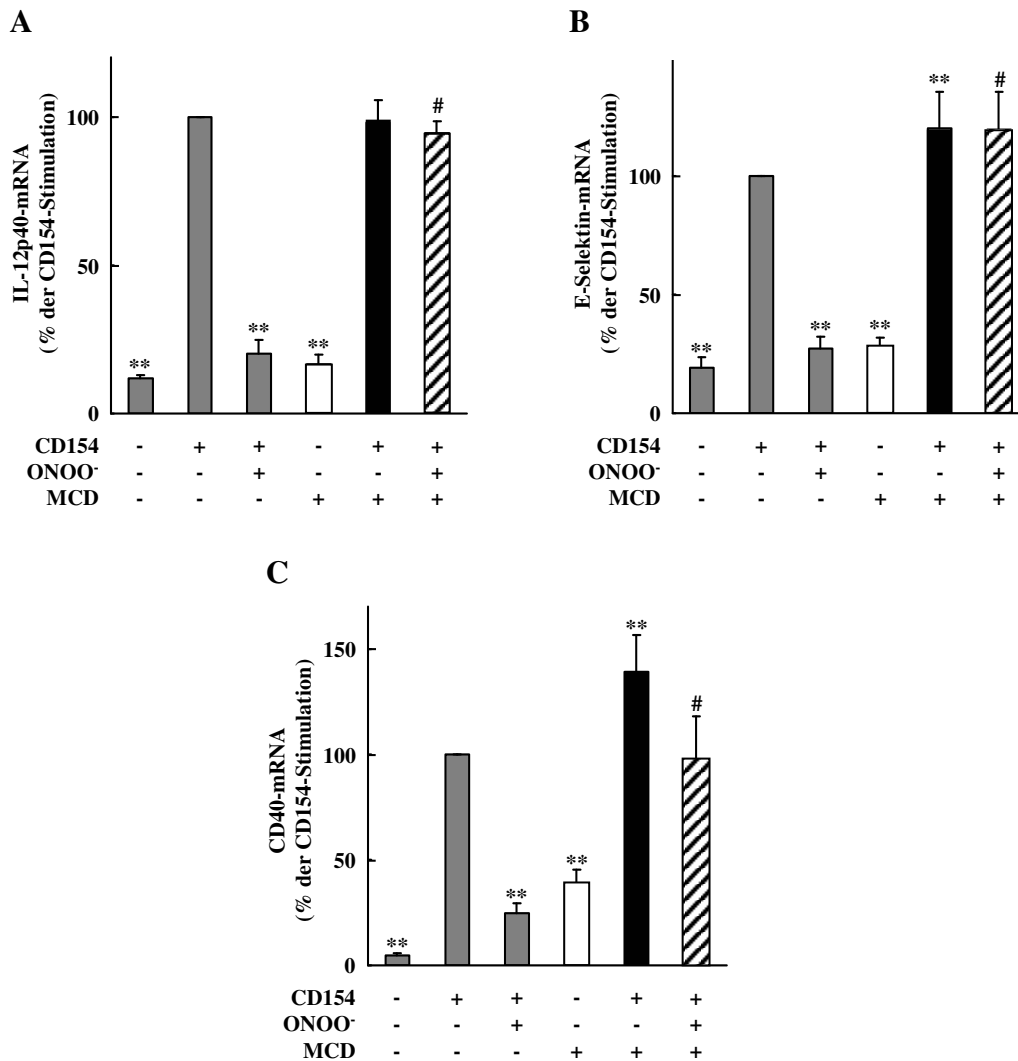 A
IL-12p40-mRNA
(% der CD154-Stimulation)
100
50
0
**
**
**
#
CD154 - + + - + +
ONOO⁻ - - + - - +
MCD - - - + + +
B
E-Selektin-mRNA
(% der CD154-Stimulation)
100
50
0
**
**
**
**
#
CD154 - + + - + +
ONOO⁻ - - + - - +
MCD - - - + + +
C
CD40-mRNA
(% der CD154-Stimulation)
150
100
50
0
**
**
**
**
#
CD154 - + + - + +
ONOO⁻ - - + - - +
MCD - - - + + +